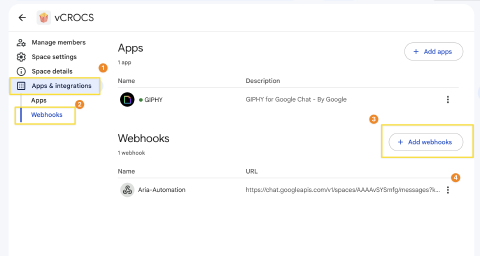 vCROCS
Manage members
Space settings
Space details
1
Apps & integrations
Apps
2
Webhooks
Apps
1 app
+ Add apps
Name Description
GIPHY GIPHY for Google Chat - By Google
3
Webhooks
1 webhook
+ Add webhooks
Name URL
4
Aria-Automation https://chat.googleapis.com/v1/spaces/AAAAvSYSmfg/messages?k...